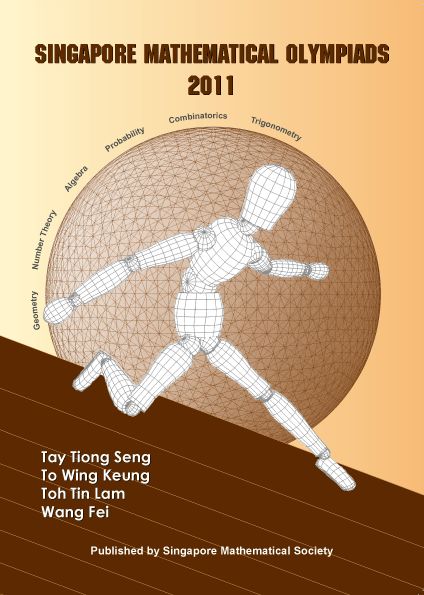 SINGAPORE MATHEMATICAL OLYMPIADS
2011
Geometry
Number Theory
Algebra
Probability
Combinatorics
Trigonometry
Tay Tiong Seng
To Wing Keung
Toh Tin Lam
Wang Fei
Published by Singapore Mathematical Society